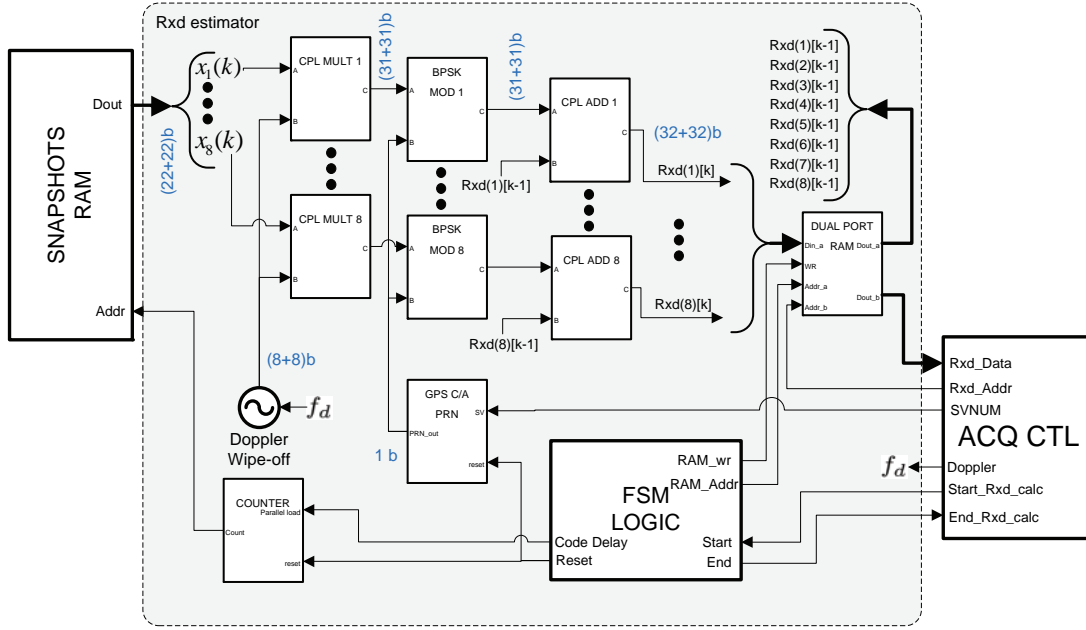 Rxd estimator
SNAPSHOTS
RAM
Dout
Addr
(22+22)b
x1(k)
x8(k)
CPL MULT 1
A
B
C
(31+31)b
BPSK
MOD 1
A
B
C
(31+31)b
CPL ADD 1
A
B
C
(32+32)b
Rxd(1)[k-1]
Rxd(1)[k]
Rxd(1)[k-1]
Rxd(2)[k-1]
Rxd(3)[k-1]
Rxd(4)[k-1]
Rxd(5)[k-1]
Rxd(6)[k-1]
Rxd(7)[k-1]
Rxd(8)[k-1]
CPL MULT 8
A
B
C
BPSK
MOD 8
A
B
C
CPL ADD 8
A
B
C
Rxd(8)[k-1]
Rxd(8)[k]
DUAL PORT
RAM
Din_a
WR
Addr_a
Addr_b
Dout_a
Dout_b
(8+8)b
fd
Doppler
Wipe-off
GPS C/A
PRN
SV
PRN_out
reset
1 b
COUNTER
Parallel load
Count
reset
FSM
LOGIC
RAM_wr
RAM_Addr
Code Delay
Reset
Start
End
ACQ CTL
Rxd_Data
Rxd_Addr
SVNUM
Doppler
Start_Rxd_calc
End_Rxd_calc
fd